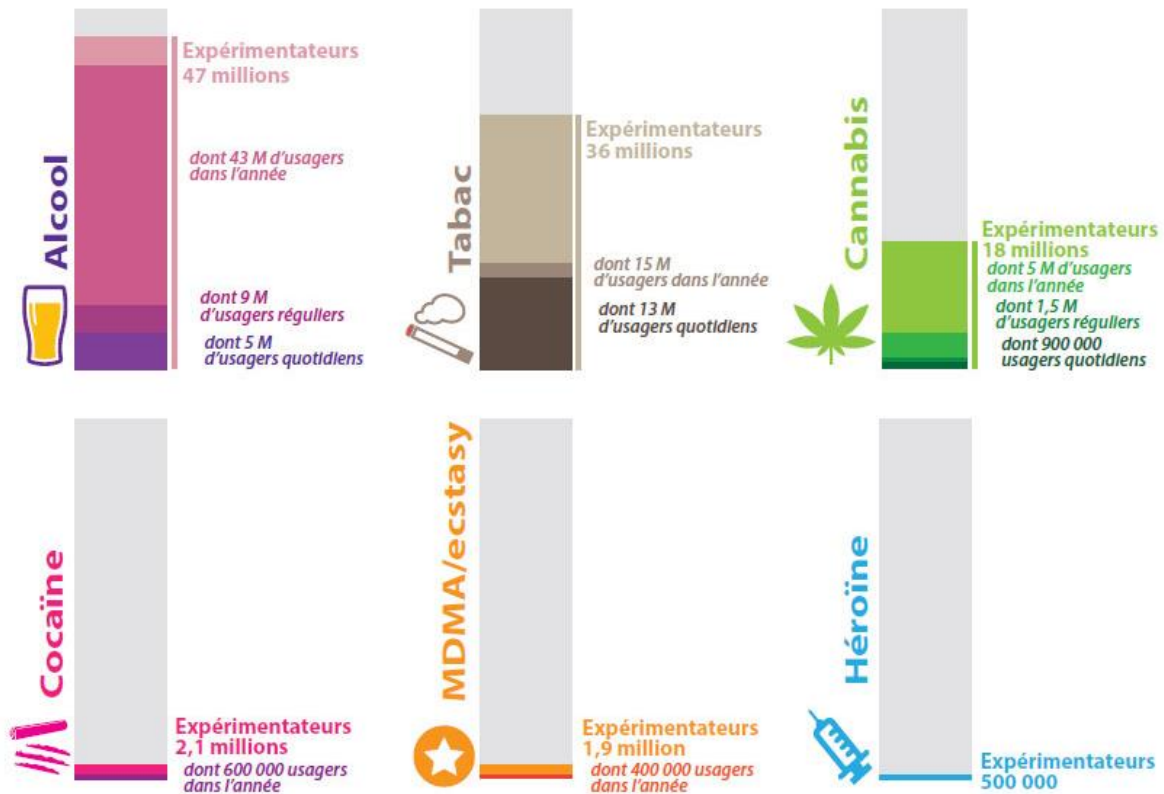 Alcool
Expérimentateurs
47 millions
dont 43 M d'usagers
dans l'année
dont 9 M
d'usagers réguliers
dont 5 M
d'usagers quotidiens
Tabac
Expérimentateurs
36 millions
dont 15 M
d'usagers dans l'année
dont 13 M
d'usagers quotidiens
Cannabis
Expérimentateurs
18 millions
dont 5 M d'usagers
dans l'année
dont 1,5 M
d'usagers réguliers
dont 900 000
usagers quotidiens
Cocaïne
Expérimentateurs
2,1 millions
dont 600 000 usagers
dans l'année
MDMA/ecstasy
Expérimentateurs
1,9 million
dont 400 000 usagers
dans l'année
Héroïne
Expérimentateurs
500 000